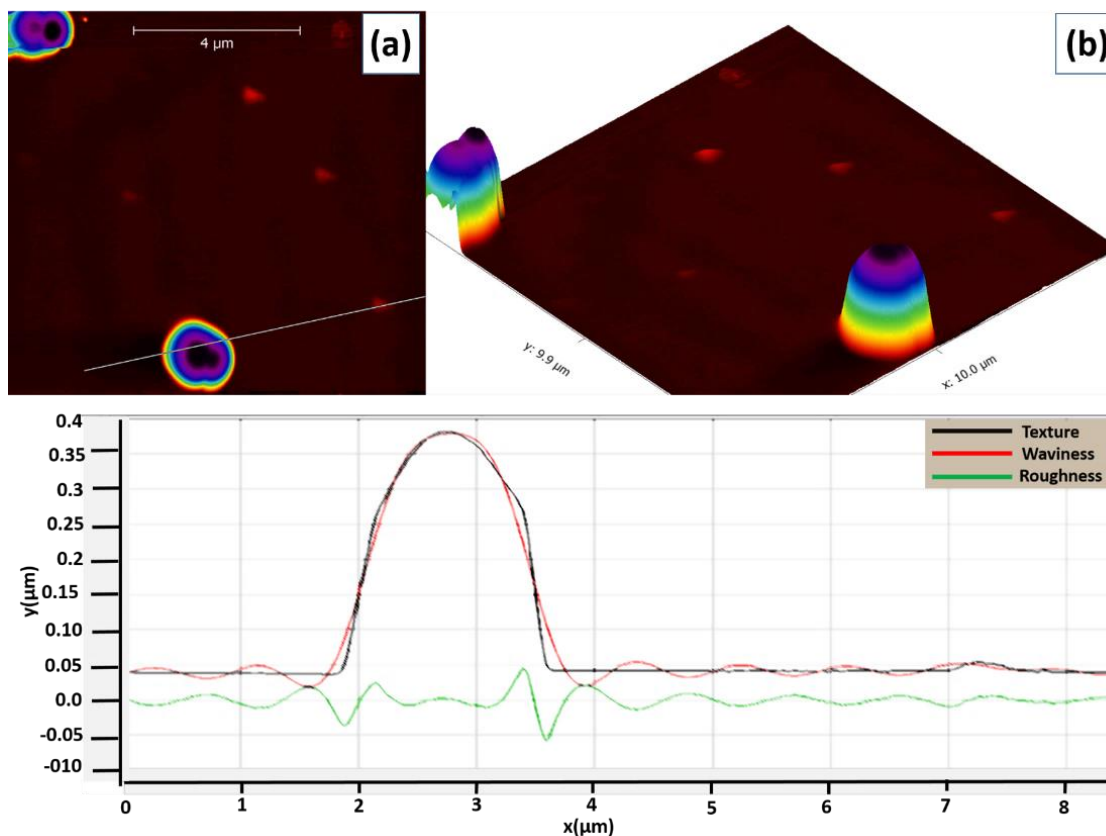 (a)
(b)
4 µm
y: 9.9 µm
x: 10.0 µm
Texture
Waviness
Roughness
y(µm)
0.4
0.35
0.3
0.25
0.2
0.15
0.10
0.05
0.0
-0.05
-010
0 1 2 3 4 5 6 7 8
x(µm)